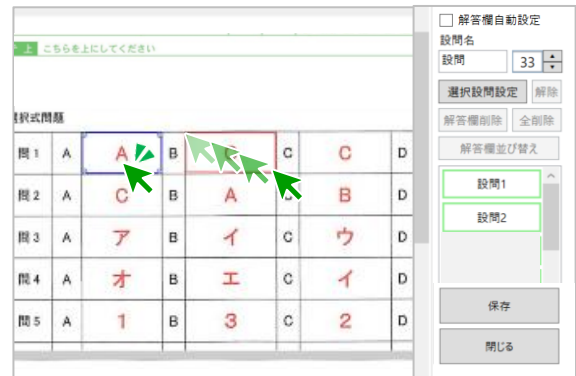 上 こちらを上にしてください
択式問題
問1 A A B C C C D
問2 A C B A C B D
問3 A ア B イ C ウ D
問4 A オ B エ C イ D
問5 A 1 B 3 C 2 D
解答欄自動設定
設問名
設問 33
選択設問設定 解除
解答欄削除 全削除
解答欄並び替え
設問1
設問2
保存
閉じる